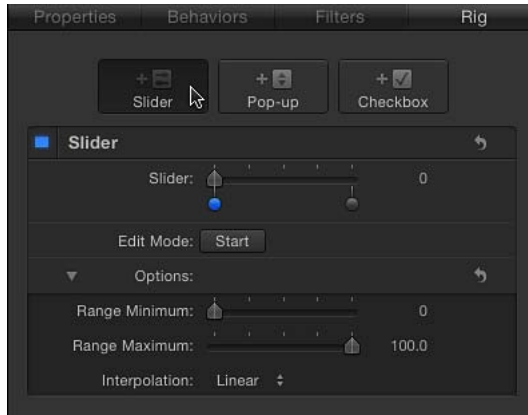 Properties Behaviors Filters Rig
Slider Pop-up Checkbox
Slider
Slider: 0
Edit Mode: Start
Options:
Range Minimum: 0
Range Maximum: 100.0
Interpolation: Linear